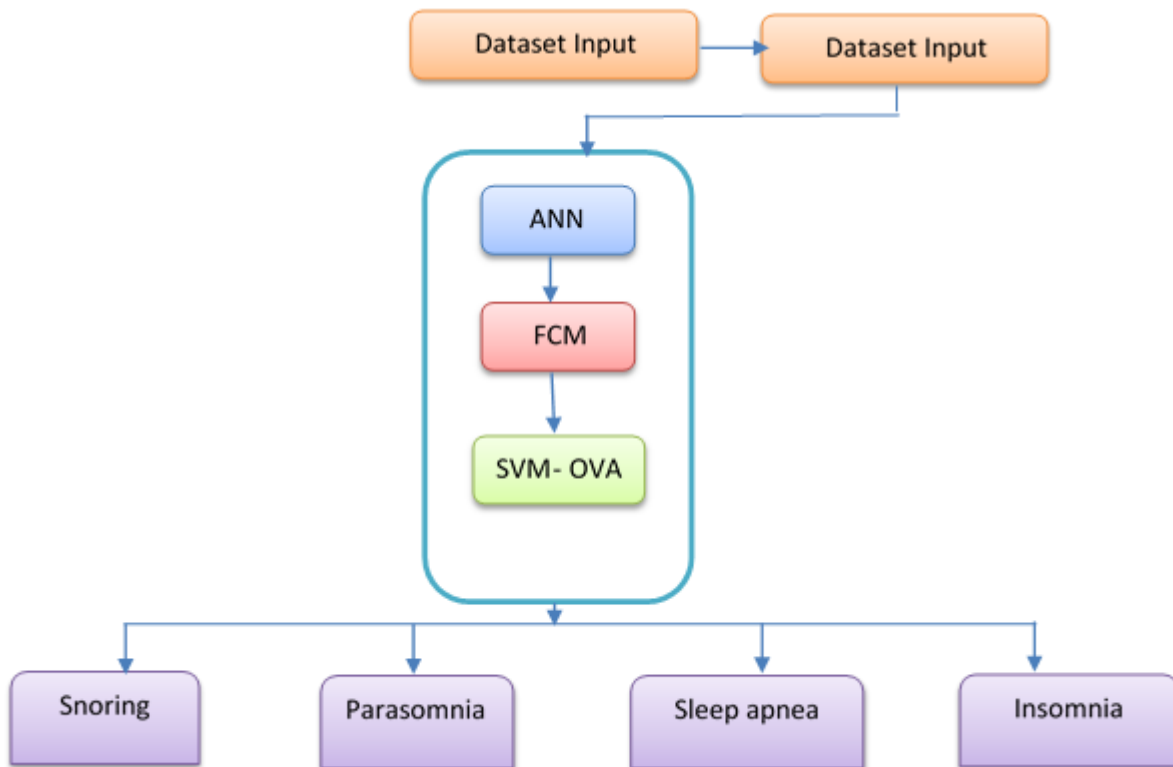 Dataset Input
Dataset Input
ANN
FCM
SVM- OVA
Snoring
Parasomnia
Sleep apnea
Insomnia